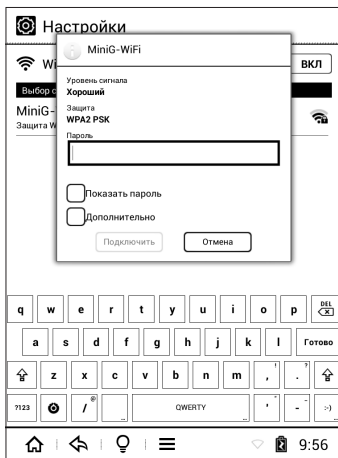 Настройки
MiniG-WiFi
Wi
ВКЛ
Уровень сигнала
Хороший
Выбор с
MiniG-
Защита W
Защита
WPA2 PSK
Пароль
Показать пароль
Дополнительно
Подключить Отмена
q w e r t y u i o p DEL
a s d f g h j k l Готово
z x c v b n m , ! . ?
?123 / @ ... QWERTY ... ' " - _ :-) ...
9:56